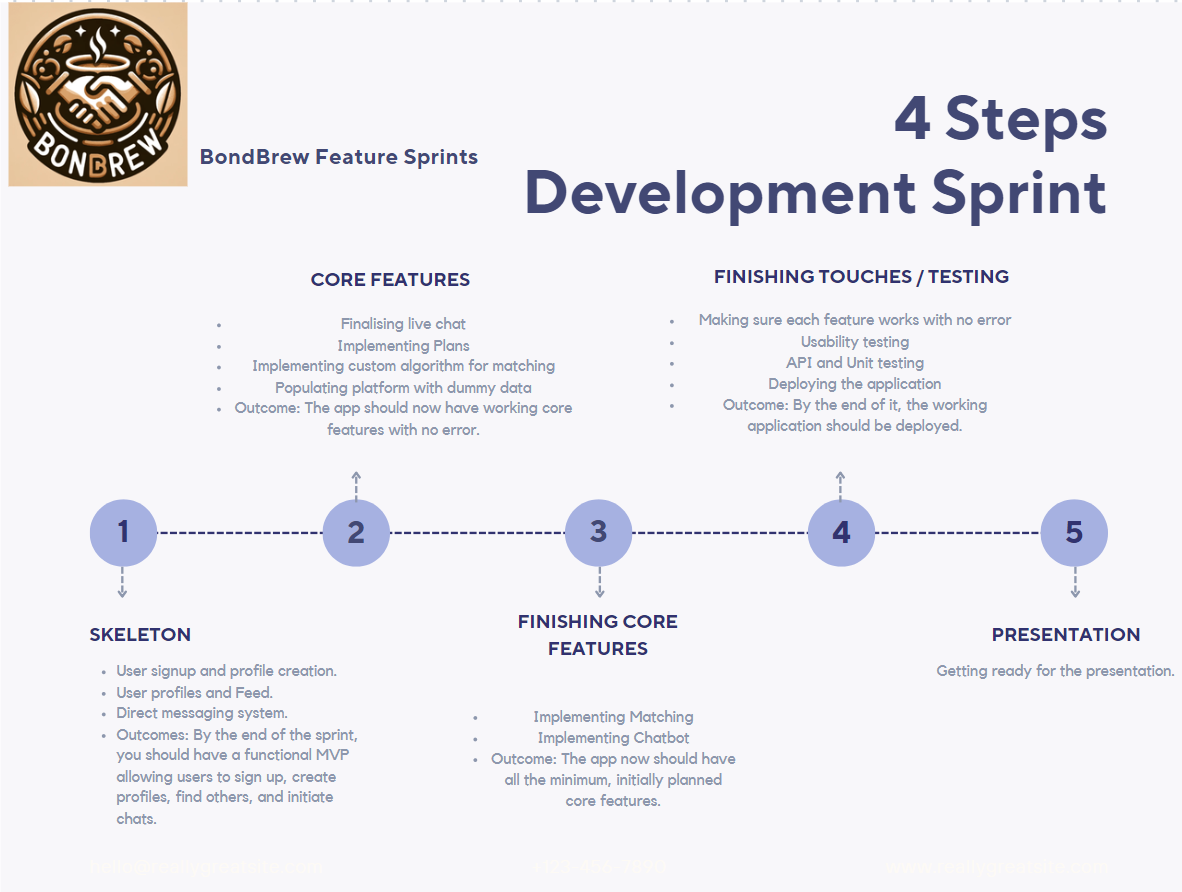 BONDBREW
BondBrew Feature Sprints
4 Steps
Development Sprint
CORE FEATURES
• Finalising live chat
• Implementing Plans
• Implementing custom algorithm for matching
• Populating platform with dummy data
• Outcome: The app should now have working core
features with no error.
FINISHING TOUCHES / TESTING
• Making sure each feature works with no error
• Usability testing
• API and Unit testing
• Deploying the application
• Outcome: By the end of it, the working
application should be deployed.
1
2
3
4
5
SKELETON
• User signup and profile creation.
• User profiles and Feed.
• Direct messaging system.
• Outcomes: By the end of the sprint,
you should have a functional MVP
allowing users to sign up, create
profiles, find others, and initiate
chats.
FINISHING CORE
FEATURES
• Implementing Matching
• Implementing Chatbot
• Outcome: The app now should have
all the minimum, initially planned
core features.
PRESENTATION
Getting ready for the presentation.